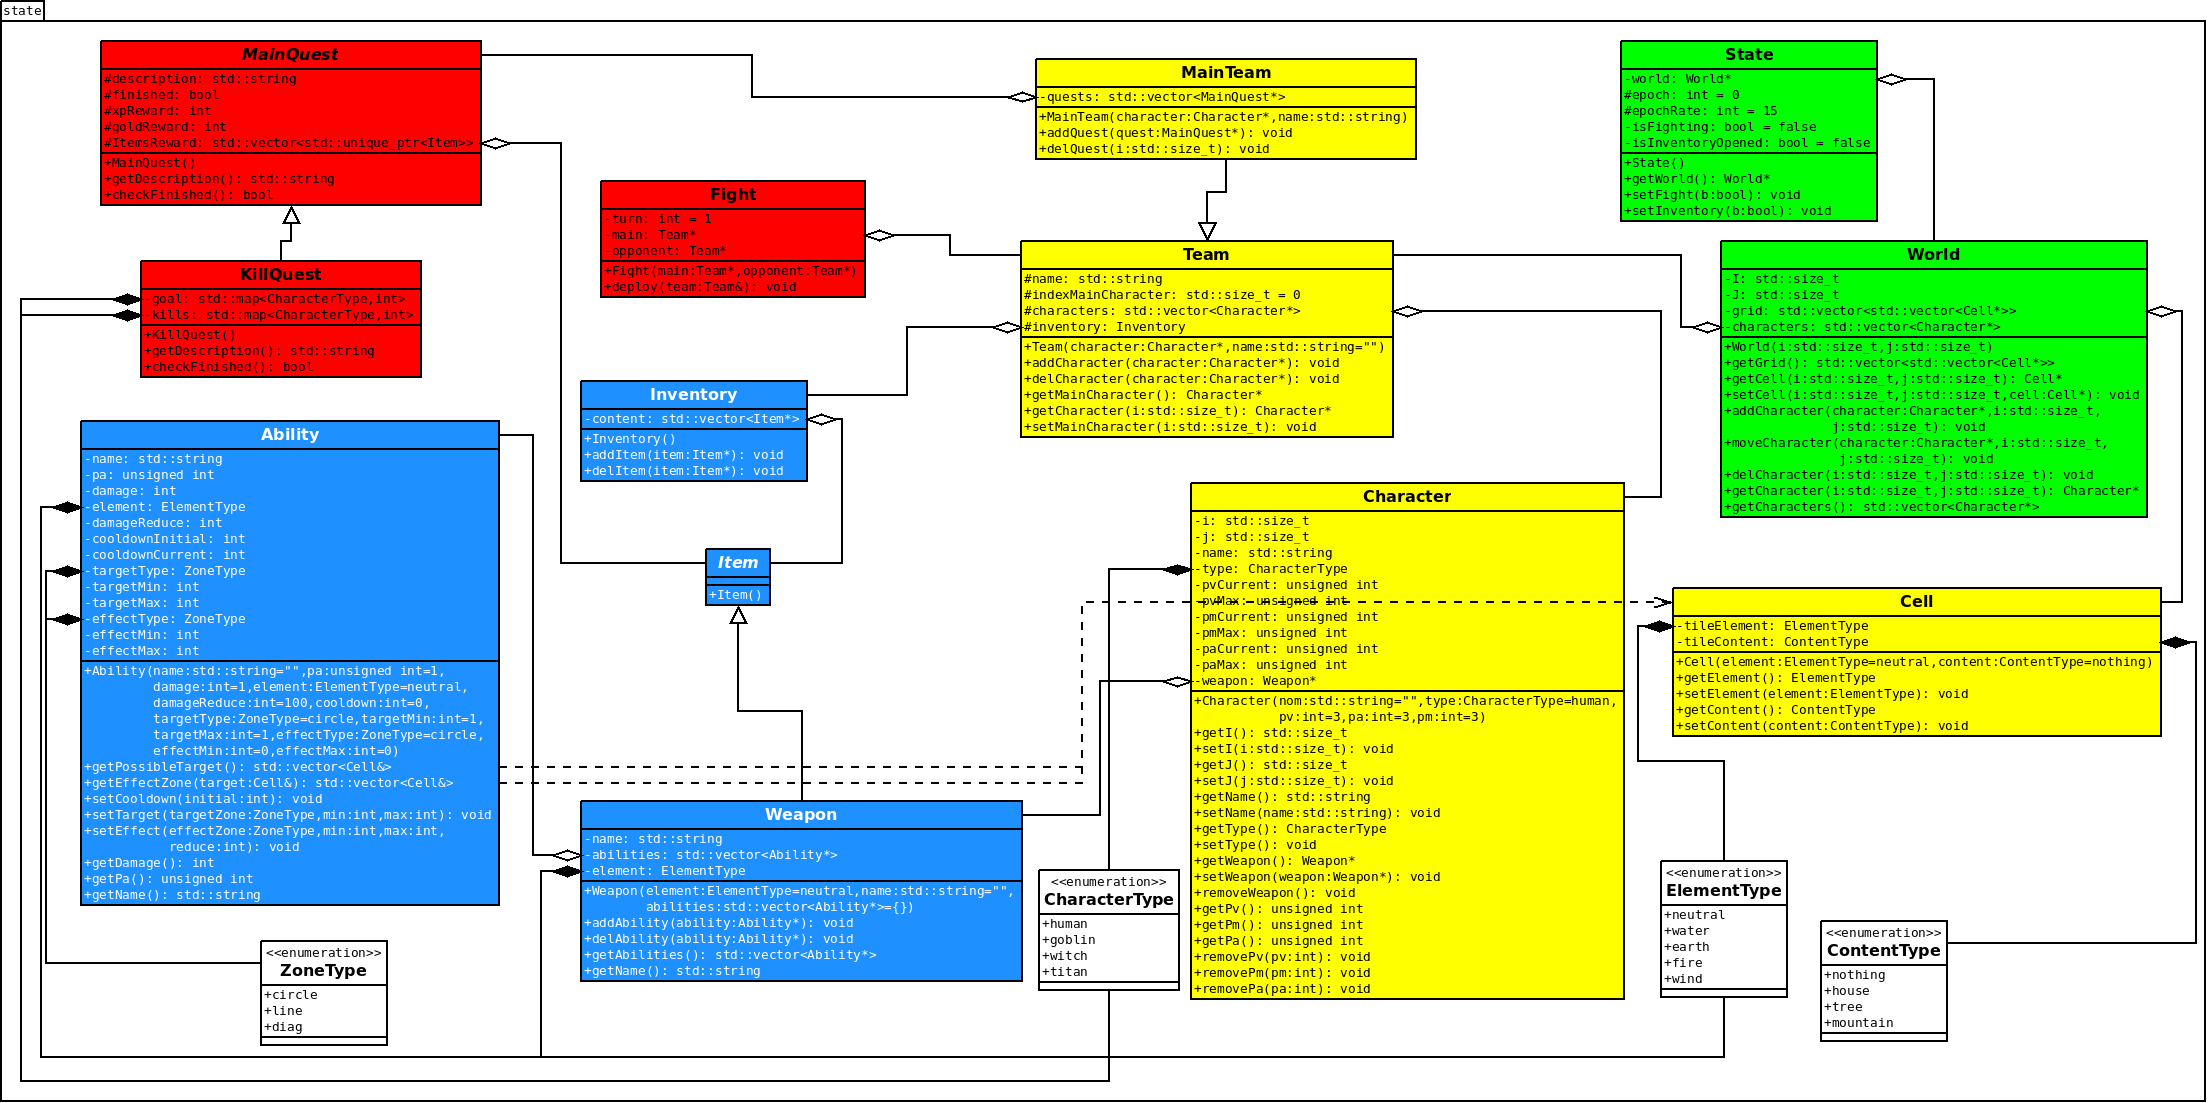 state
MainQuest
#description: std::string
#finished: bool
#xpReward: int
#goldReward: int
#ItemsReward: std::vector<std::unique_ptr<Item>>
+MainQuest()
+getDescription(): std::string
+checkFinished(): bool
MainTeam
-quests: std::vector<MainQuest*>
+MainTeam(character:Character*,name:std::string)
+addQuest(quest:MainQuest*): void
+delQuest(i:std::size_t): void
State
-world: World*
#epoch: int = 0
#epochRate: int = 15
-isFighting: bool = false
-isInventoryOpened: bool = false
+State()
+getWorld(): World*
+setFight(b:bool): void
+setInventory(b:bool): void
Fight
-turn: int = 1
-main: Team*
-opponent: Team*
+Fight(main:Team*,opponent:Team*)
+deploy(team:Team&): void
KillQuest
-goal: std::map<CharacterType,int>
-kills: std::map<CharacterType,int>
+KillQuest()
+getDescription(): std::string
+checkFinished(): bool
Team
#name: std::string
#indexMainCharacter: std::size_t = 0
#characters: std::vector<Character*>
#inventory: Inventory
+Team(character:Character*,name:std::string="")
+addCharacter(character:Character*): void
+delCharacter(character:Character*): void
+getMainCharacter(): Character*
+getCharacter(i:std::size_t): Character*
+setMainCharacter(i:std::size_t): void
World
-I: std::size_t
-J: std::size_t
-grid: std::vector<std::vector<Cell*>>
-characters: std::vector<Character*>
+World(i:std::size_t,j:std::size_t)
+getGrid(): std::vector<std::vector<Cell*>>
+getCell(i:std::size_t,j:std::size_t): Cell*
+setCell(i:std::size_t,j:std::size_t,cell:Cell*): void
+addCharacter(character:Character*,i:std::size_t,
j:std::size_t): void
+moveCharacter(character:Character*,i:std::size_t,
j:std::size_t): void
+delCharacter(i:std::size_t,j:std::size_t): void
+getCharacter(i:std::size_t,j:std::size_t): Character*
+getCharacters(): std::vector<Character*>
Inventory
-content: std::vector<Item*>
+Inventory()
+addItem(item:Item*): void
+delItem(item:Item*): void
Ability
-name: std::string
-pa: unsigned int
-damage: int
-element: ElementType
-damageReduce: int
-cooldownInitial: int
-cooldownCurrent: int
-targetType: ZoneType
-targetMin: int
-targetMax: int
-effectType: ZoneType
-effectMin: int
-effectMax: int
+Ability(name:std::string="",pa:unsigned int=1,
damage:int=1,element:ElementType=neutral,
damageReduce:int=100,cooldown:int=0,
targetType:ZoneType=circle,targetMin:int=1,
targetMax:int=1,effectType:ZoneType=circle,
effectMin:int=0,effectMax:int=0)
+getPossibleTarget(): std::vector<Cell&>
+getEffectZone(target:Cell&): std::vector<Cell&>
+setCooldown(initial:int): void
+setTarget(targetZone:ZoneType,min:int,max:int): void
+setEffect(effectZone:ZoneType,min:int,max:int,
reduce:int): void
+getDamage(): int
+getPa(): unsigned int
+getName(): std::string
Item
+Item()
Character
-i: std::size_t
-j: std::size_t
-name: std::string
-type: CharacterType
-pvCurrent: unsigned int
-pvMax: unsigned int
-pmCurrent: unsigned int
-pmMax: unsigned int
-paCurrent: unsigned int
-paMax: unsigned int
-weapon: Weapon*
+Character(nom:std::string="",type:CharacterType=human,
pv:int=3,pa:int=3,pm:int=3)
+getI(): std::size_t
+setI(i:std::size_t): void
+getJ(): std::size_t
+setJ(j:std::size_t): void
+getName(): std::string
+setName(name:std::string): void
+getType(): CharacterType
+setType(): void
+getWeapon(): Weapon*
+setWeapon(weapon:Weapon*): void
+removeWeapon(): void
+getPv(): unsigned int
+getPm(): unsigned int
+getPa(): unsigned int
+removePv(pv:int): void
+removePm(pm:int): void
+removePa(pa:int): void
Cell
-tileElement: ElementType
-tileContent: ContentType
+Cell(element:ElementType=neutral,content:ContentType=nothing)
+getElement(): ElementType
+setElement(element:ElementType): void
+getContent(): ContentType
+setContent(content:ContentType): void
Weapon
-name: std::string
-abilities: std::vector<Ability*>
-element: ElementType
+Weapon(element:ElementType=neutral,name:std::string="",
abilities:std::vector<Ability*>={})
+addAbility(ability:Ability*): void
+delAbility(ability:Ability*): void
+getAbilities(): std::vector<Ability*>
+getName(): std::string
<<enumeration>>
CharacterType
+human
+goblin
+witch
+titan
<<enumeration>>
ElementType
+neutral
+water
+earth
+fire
+wind
<<enumeration>>
ContentType
+nothing
+house
+tree
+mountain
<<enumeration>>
ZoneType
+circle
+line
+diag